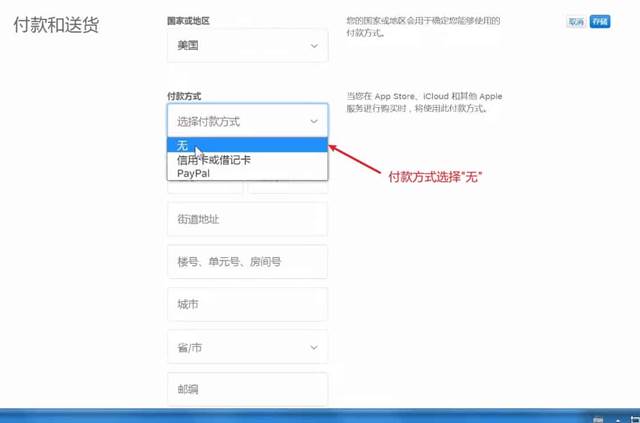 付款和送货
国家或地区
美国
您的国家或地区会用于确定您能够使用的
付款方式。
取消
存储
付款方式
选择付款方式
当您在 App Store、iCloud 和其他 Apple
服务进行购买时，将使用此付款方式。
无
信用卡或借记卡
PayPal
付款方式选择"无"
街道地址
楼号、单元号、房间号
城市
省/市
邮编